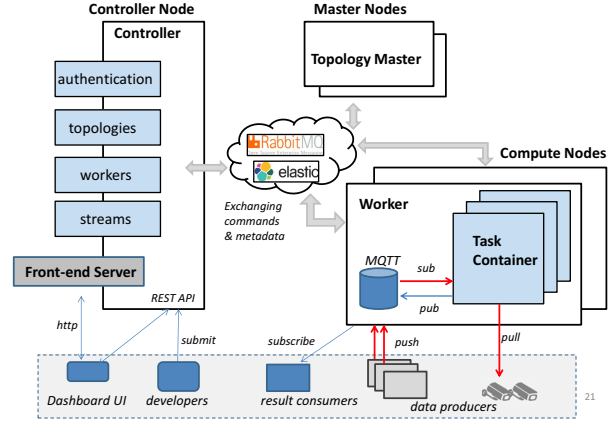 Controller Node
Controller
authentication
topologies
workers
streams
Front-end Server
REST API
http
submit
Dashboard UI
developers
Master Nodes
Topology Master
RabbitMQ
elastic
Exchanging
commands
& metadata
Compute Nodes
Worker
MQTT
sub
pub
Task
Container
subscribe
push
pull
result consumers
data producers
21